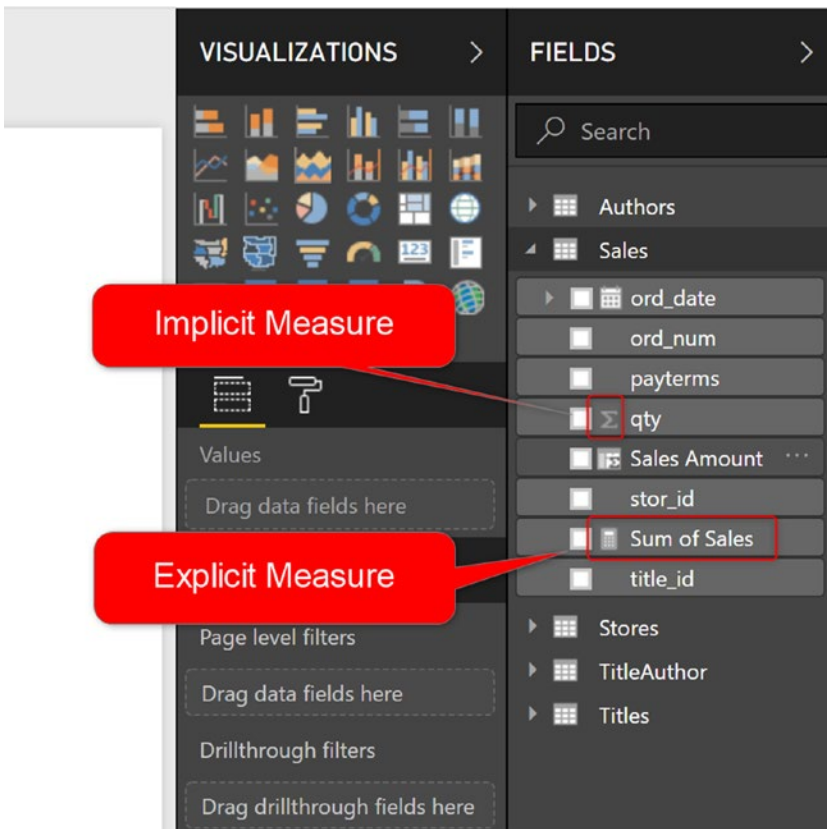 VISUALIZATIONS
FIELDS
Search
123
Authors
Sales
ord_date
ord_num
payterms
qty
Sales Amount
stor_id
Sum of Sales
title_id
Stores
TitleAuthor
Titles
Implicit Measure
Values
Drag data fields here
Explicit Measure
Page level filters
Drag data fields here
Drillthrough filters
Drag drillthrough fields here